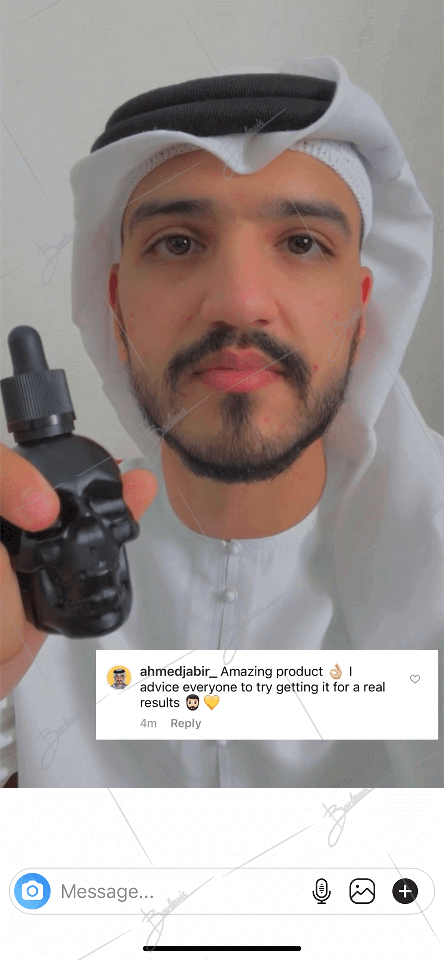 ahmedjabir_ Amazing product 👌🏼 I
advice everyone to try getting it for a real
results 🧔🏻 💛
4m Reply
Message...